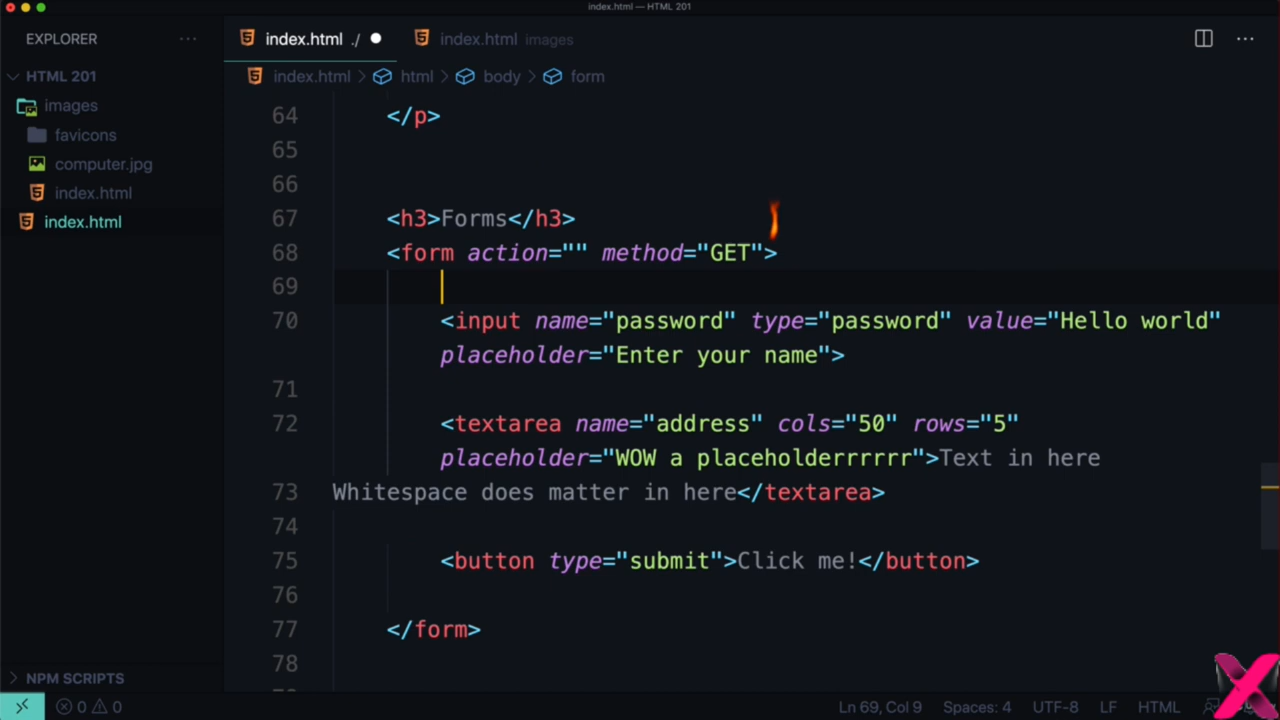 index.html — HTML 201
EXPLORER ···
index.html ./ ●
index.html images
···
HTML 201
index.html > html > body > form
images
favicons
computer.jpg
index.html
index.html
64 </p>
65
66
67 <h3>Forms</h3>
68 <form action="" method="GET">
69
70 <input name="password" type="password" value="Hello world"
placeholder="Enter your name">
71
72 <textarea name="address" cols="50" rows="5"
placeholder="WOW a placeholderrrrrr">Text in here
73 Whitespace does matter in here</textarea>
74
75 <button type="submit">Click me!</button>
76
77 </form>
78
NPM SCRIPTS
0 0
Ln 69, Col 9 Spaces: 4 UTF-8 LF HTML
X